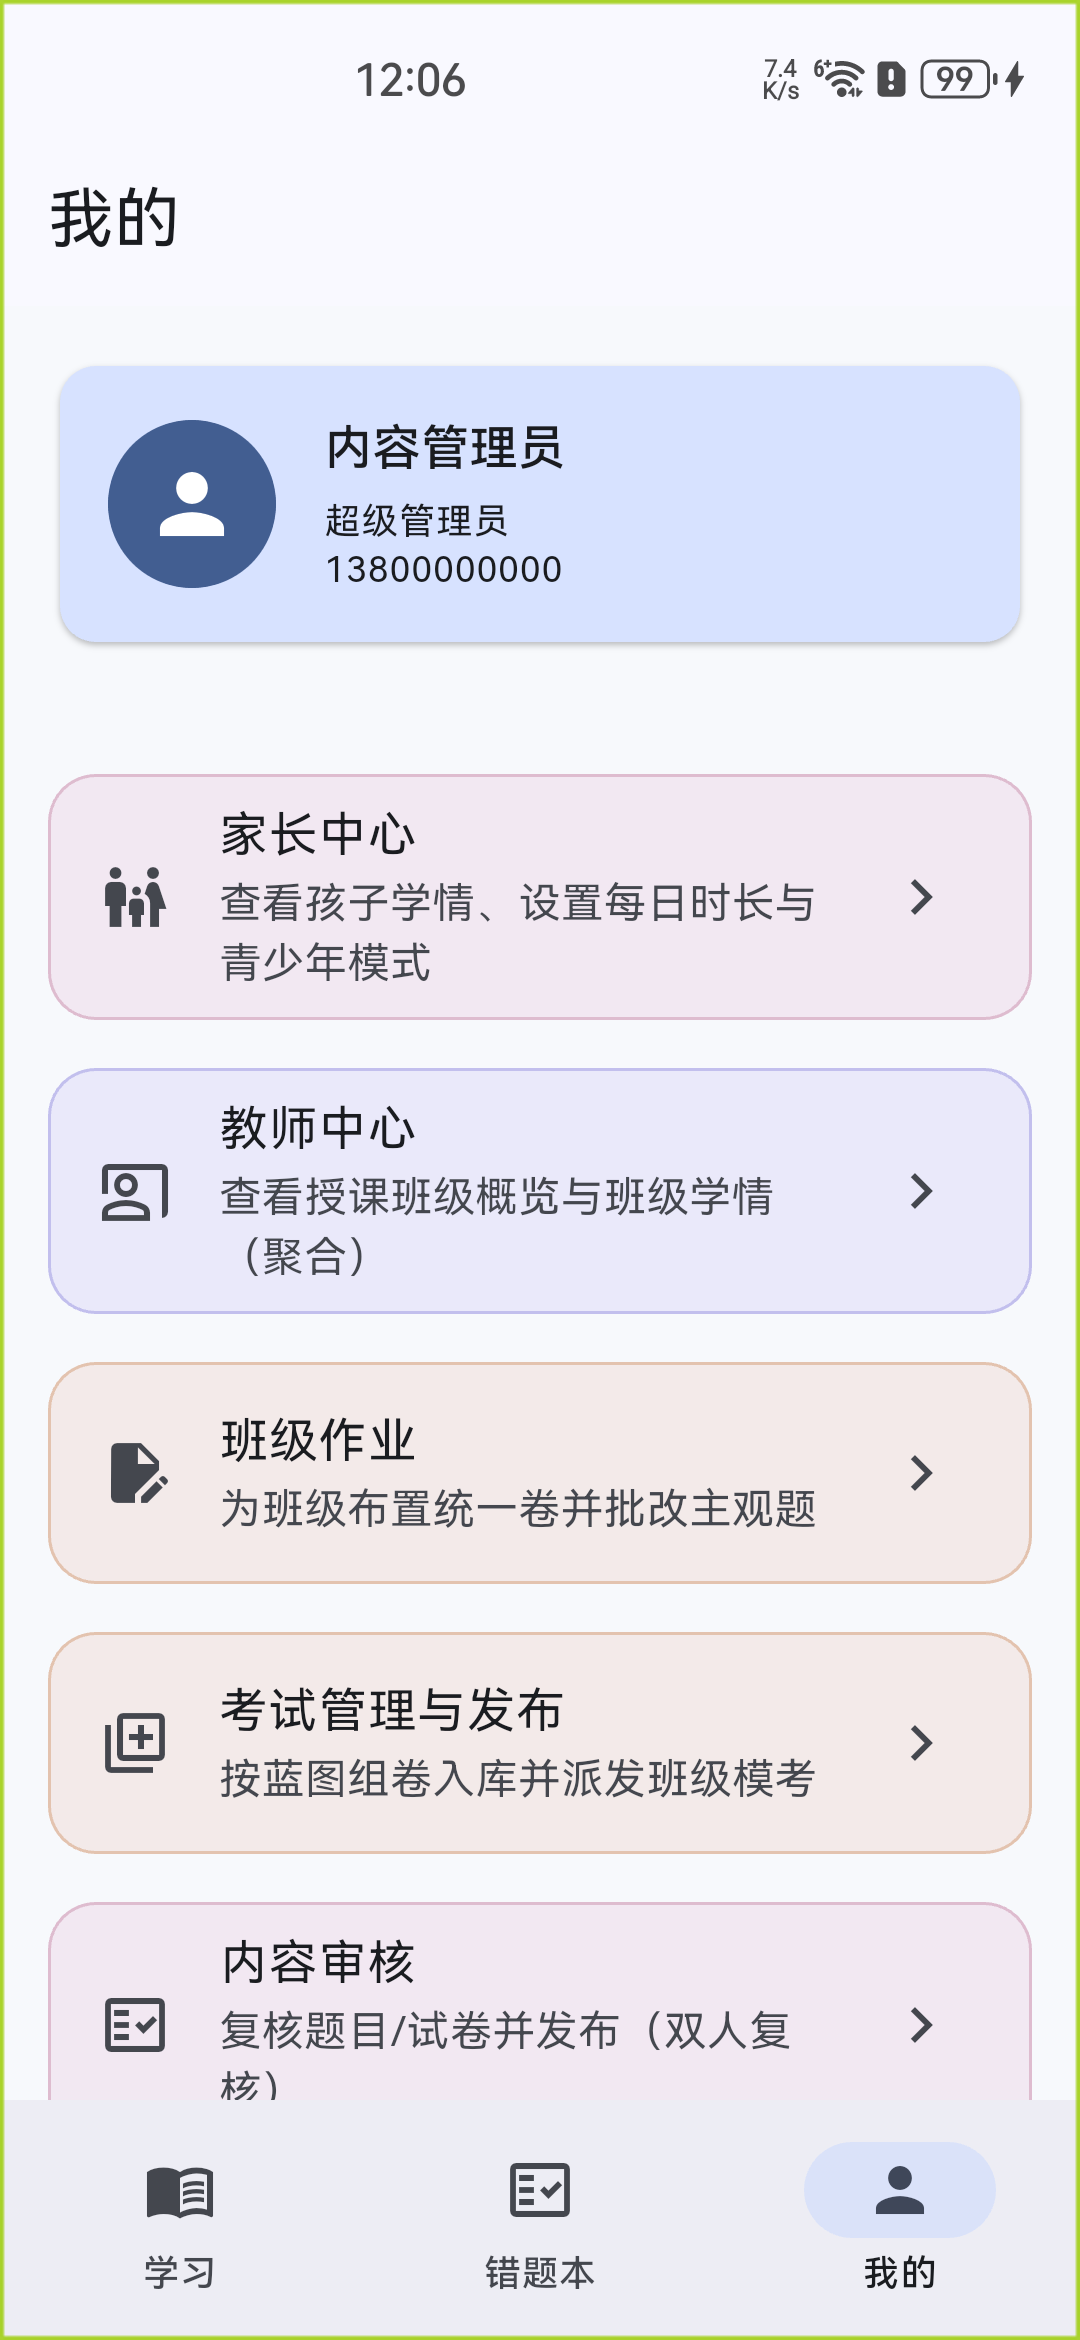 12:06
7.4
K/s
6+
99
我的
内容管理员
超级管理员
13800000000
家长中心
查看孩子学情、设置每日时长与
青少年模式
教师中心
查看授课班级概览与班级学情
（聚合）
班级作业
为班级布置统一卷并批改主观题
考试管理与发布
按蓝图组卷入库并派发班级模考
内容审核
复核题目/试卷并发布（双人复
核）
学习
错题本
我的